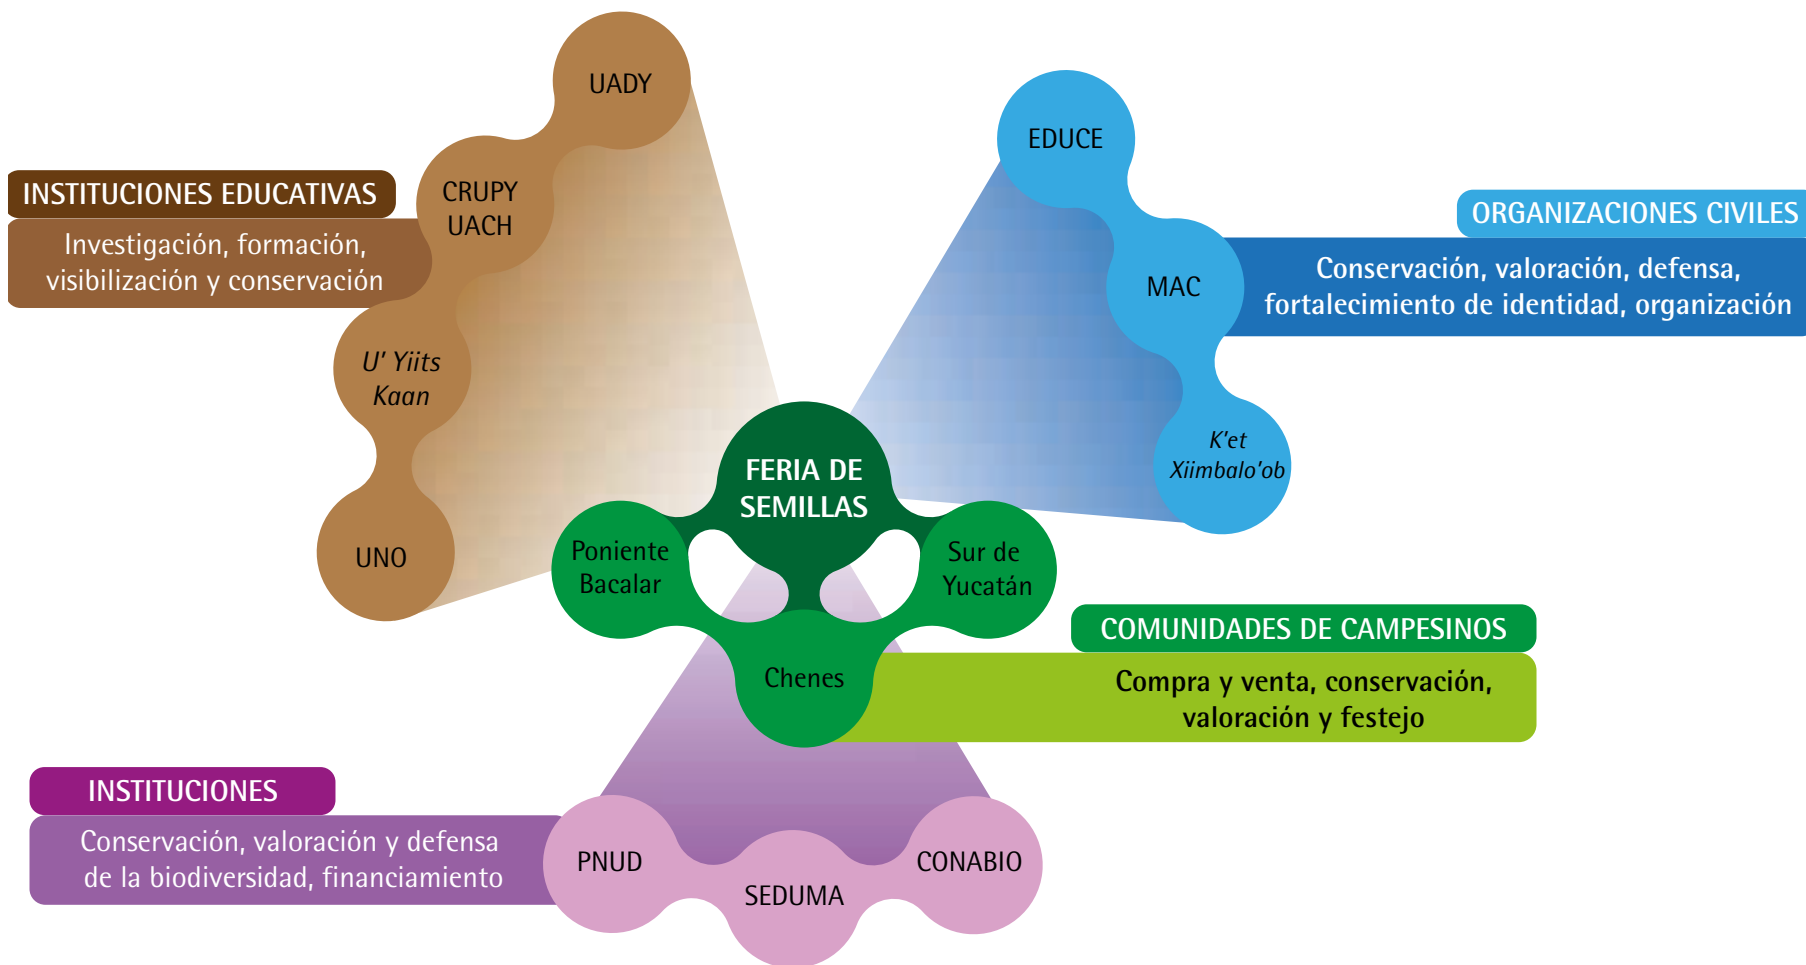 UADY
CRUPY
UACH
U' Yiits
Kaan
UNO
INSTITUCIONES EDUCATIVAS
Investigación, formación,
visibilización y conservación
EDUCE
MAC
K'et
Xiimbalo'ob
ORGANIZACIONES CIVILES
Conservación, valoración, defensa,
fortalecimiento de identidad, organización
FERIA DE
SEMILLAS
Poniente
Bacalar
Sur de
Yucatán
Chenes
COMUNIDADES DE CAMPESINOS
Compra y venta, conservación,
valoración y festejo
INSTITUCIONES
Conservación, valoración y defensa
de la biodiversidad, financiamiento
PNUD
SEDUMA
CONABIO